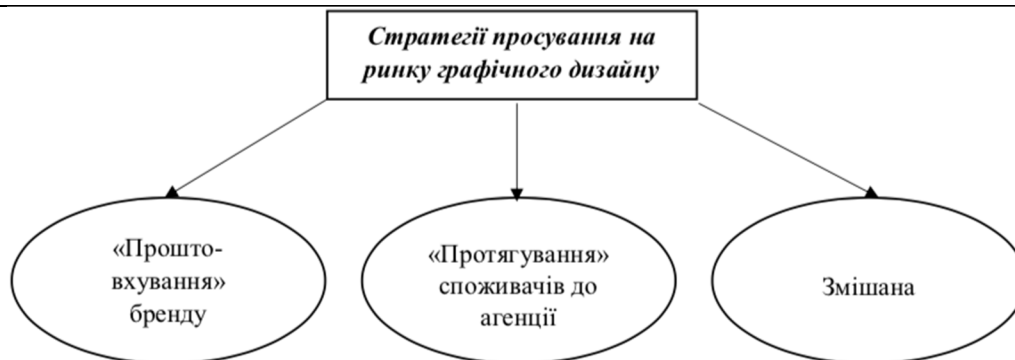 Стратегії просування на
ринку графічного дизайну
«Прошто-
вхування»
бренду
«Протягування»
споживачів до
агенції
Змішана